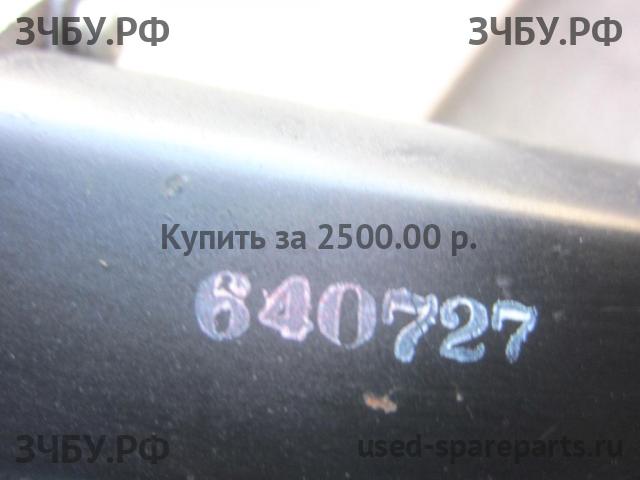 ЗЧБУ.РФ ЗЧБУ.РФ
Купить за 2500.00 р.
640727
ЗЧБУ.РФ used-spareparts.ru